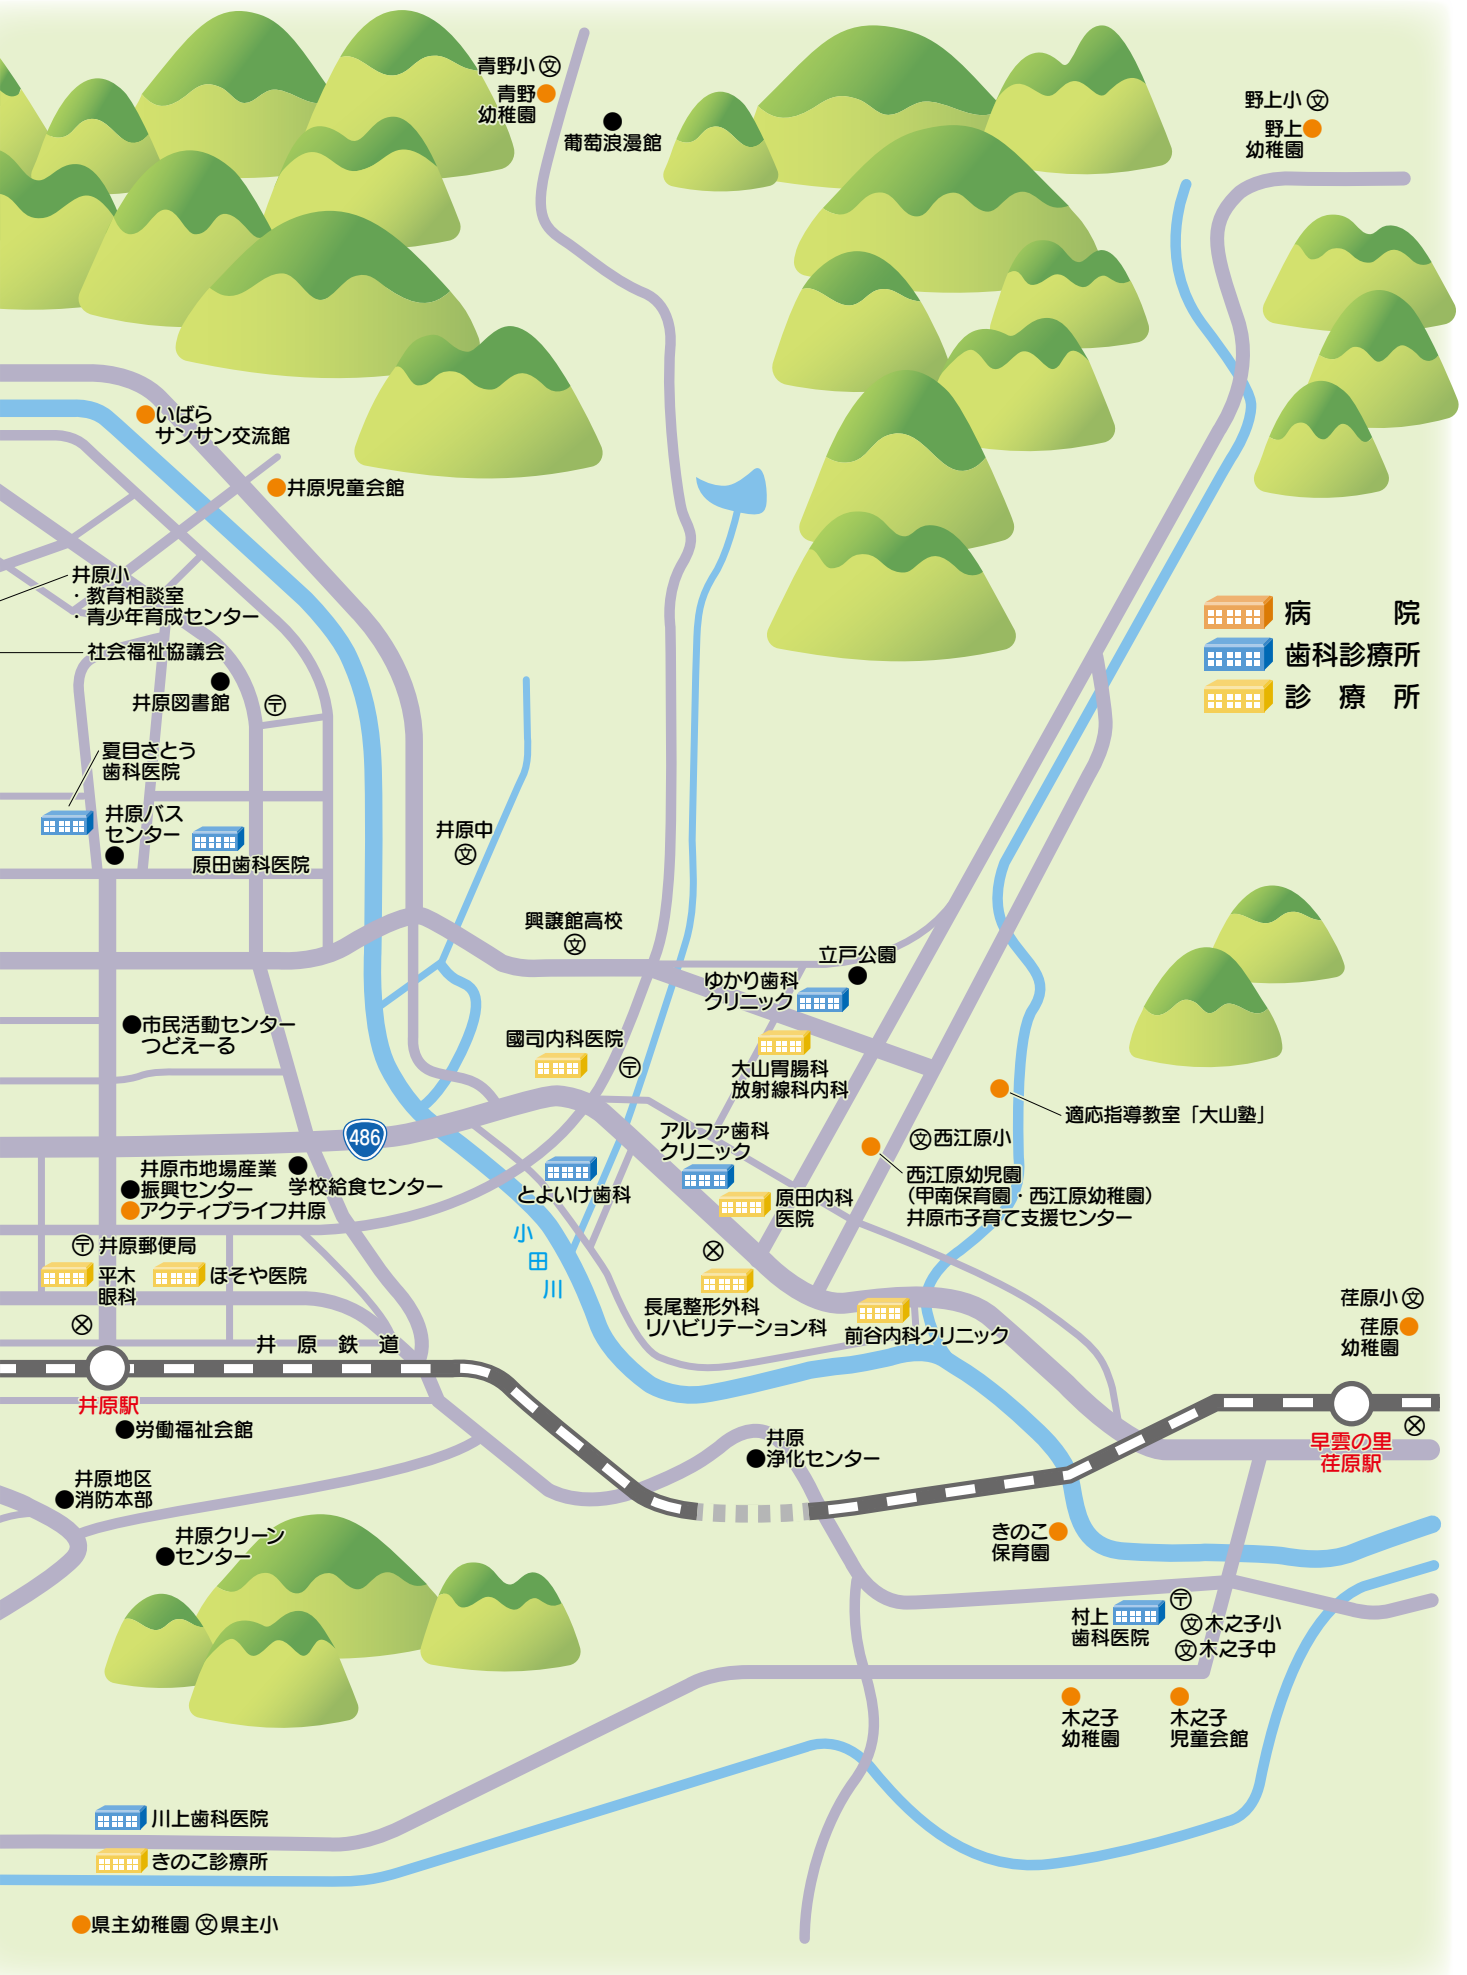 青野小 文
青野
幼稚園
葡萄浪漫館
野上小 文
野上
幼稚園
いばら
サンサン交流館
井原児童会館
井原小
・教育相談室
・青少年育成センター
社会福祉協議会
井原図書館
〒
病　院
歯科診療所
診 療 所
夏目さとう
歯科医院
井原バス
センター
原田歯科医院
井原中
文
興譲館高校
文
立戸公園
ゆかり歯科
クリニック
市民活動センター
つどえーる
國司内科医院
〒
大山胃腸科
放射線科内科
適応指導教室「大山塾」
486
アルファ歯科
クリニック
文西江原小
西江原幼児園
（甲南保育園・西江原幼稚園）
井原市子育て支援センター
井原市地場産業
振興センター
アクティブライフ井原
学校給食センター
とよいけ歯科
原田内科
医院
小
田
川
〒井原郵便局
平木
眼科
ほそや医院
長尾整形外科
リハビリテーション科
前谷内科クリニック
荏原小 文
荏原
幼稚園
井 原 鉄 道
井原駅
労働福祉会館
早雲の里
荏原駅
井原
浄化センター
井原地区
消防本部
井原クリーン
センター
きのこ
保育園
村上
歯科医院
〒
文木之子小
文木之子中
木之子
幼稚園
木之子
児童会館
川上歯科医院
きのこ診療所
県主幼稚園 文県主小